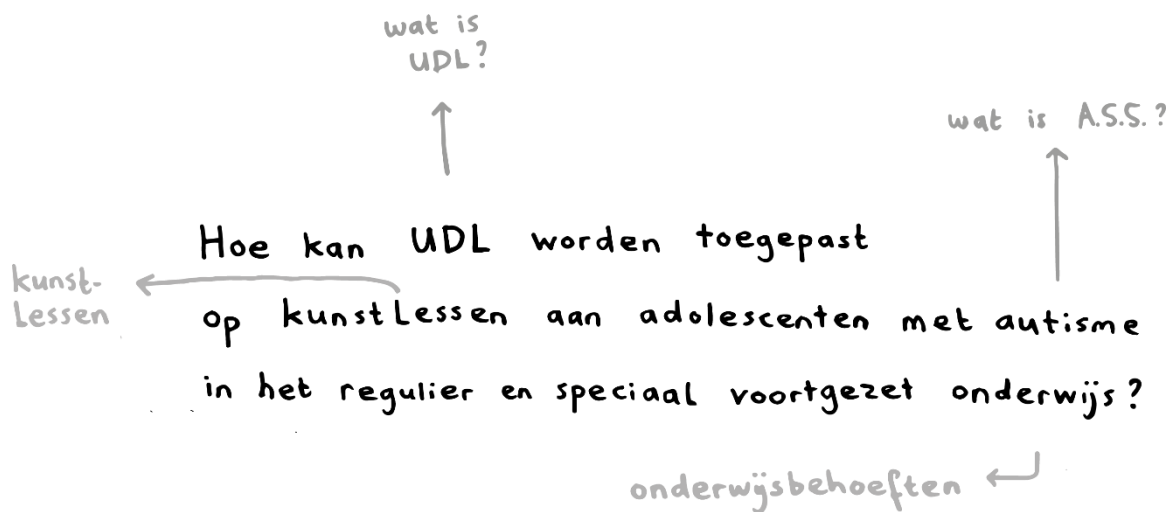 wat is
UDL?
wat is A.S.S.?
Hoe kan UDL worden toegepast
kunst-
Lessen
op kunstLessen aan adolescenten met autisme
in het regulier en speciaal voortgezet onderwijs?
onderwijsbehoeften